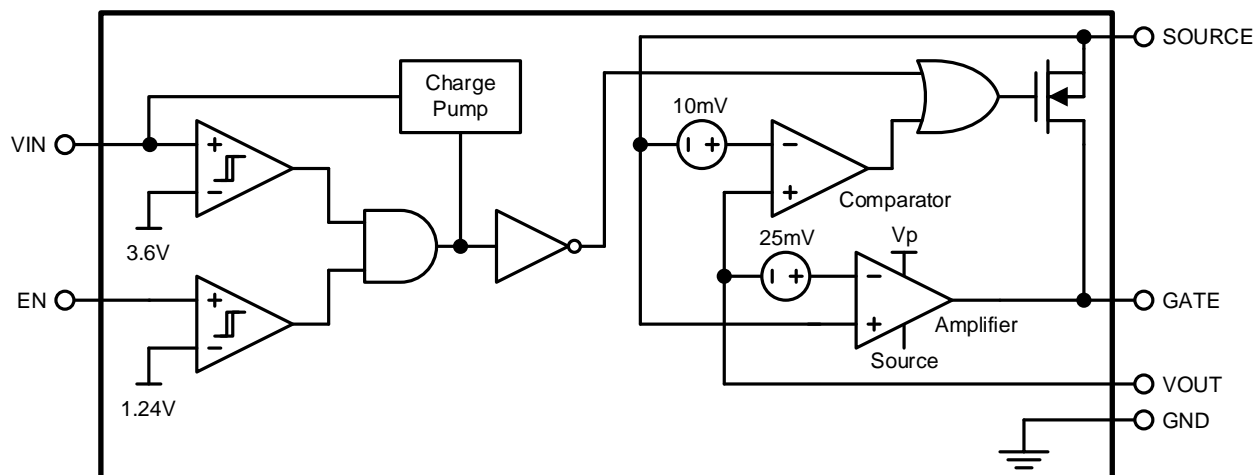 SOURCE
Charge
Pump
10mV
VIN
+
−
3.6V
−
+
Comparator
25mV
Vp
EN
+
−
1.24V
−
+
Amplifier
Source
GATE
VOUT
GND